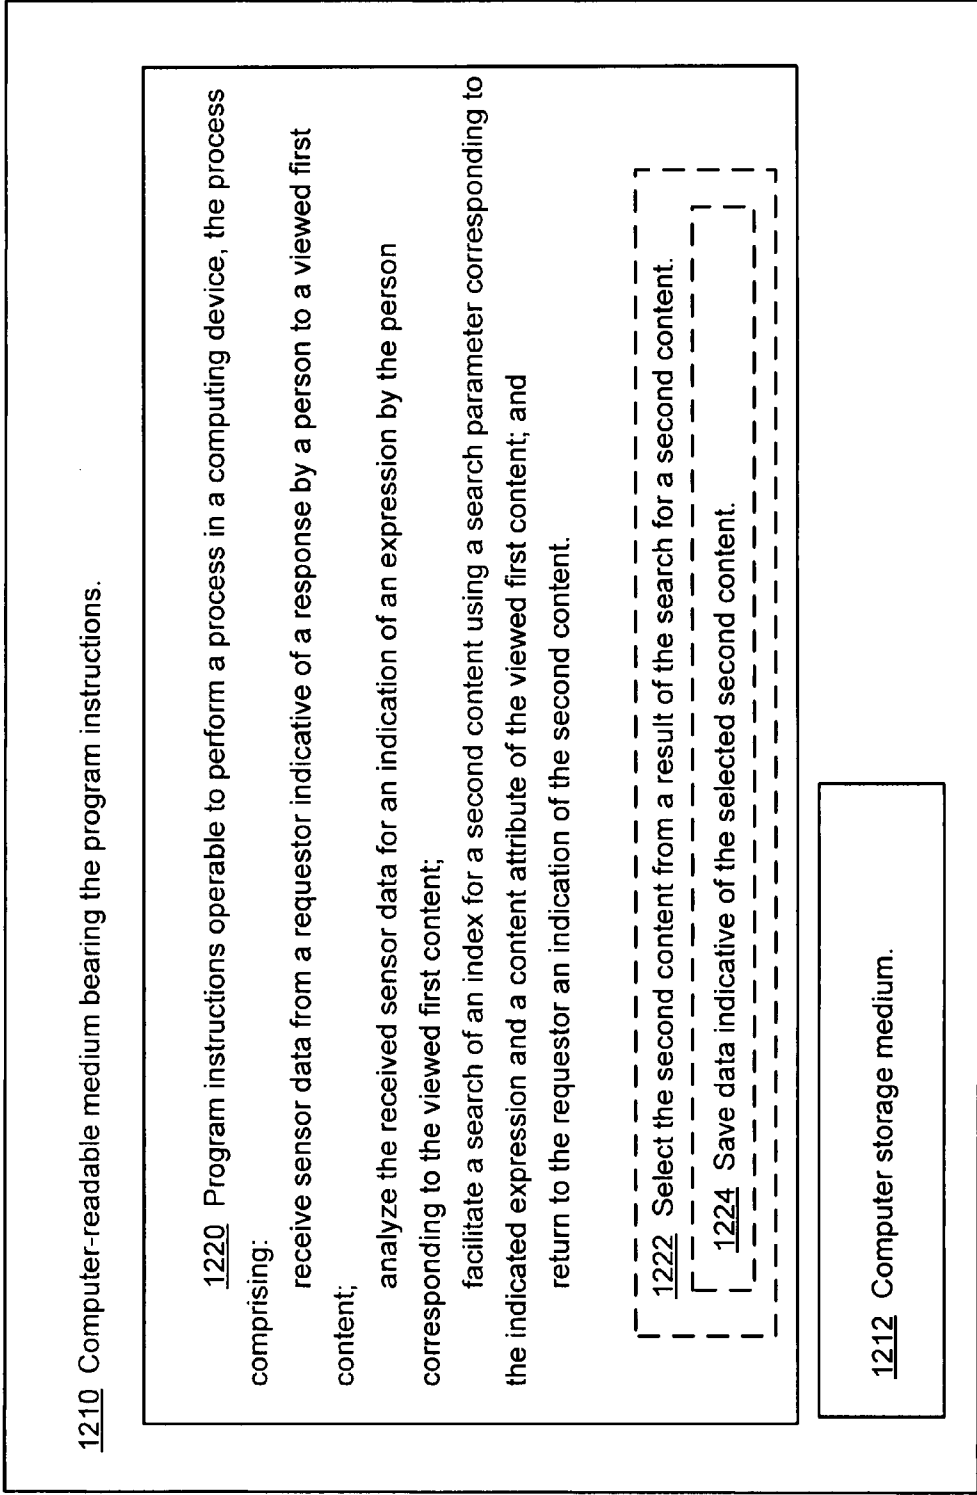 1210 Computer-readable medium bearing the program instructions.
1220 Program instructions operable to perform a process in a computing device, the process
comprising:
receive sensor data from a requestor indicative of a response by a person to a viewed first
content;
analyze the received sensor data for an indication of an expression by the person
corresponding to the viewed first content;
facilitate a search of an index for a second content using a search parameter corresponding to
the indicated expression and a content attribute of the viewed first content; and
return to the requestor an indication of the second content.
1222 Select the second content from a result of the search for a second content.
1224 Save data indicative of the selected second content.
1212 Computer storage medium.